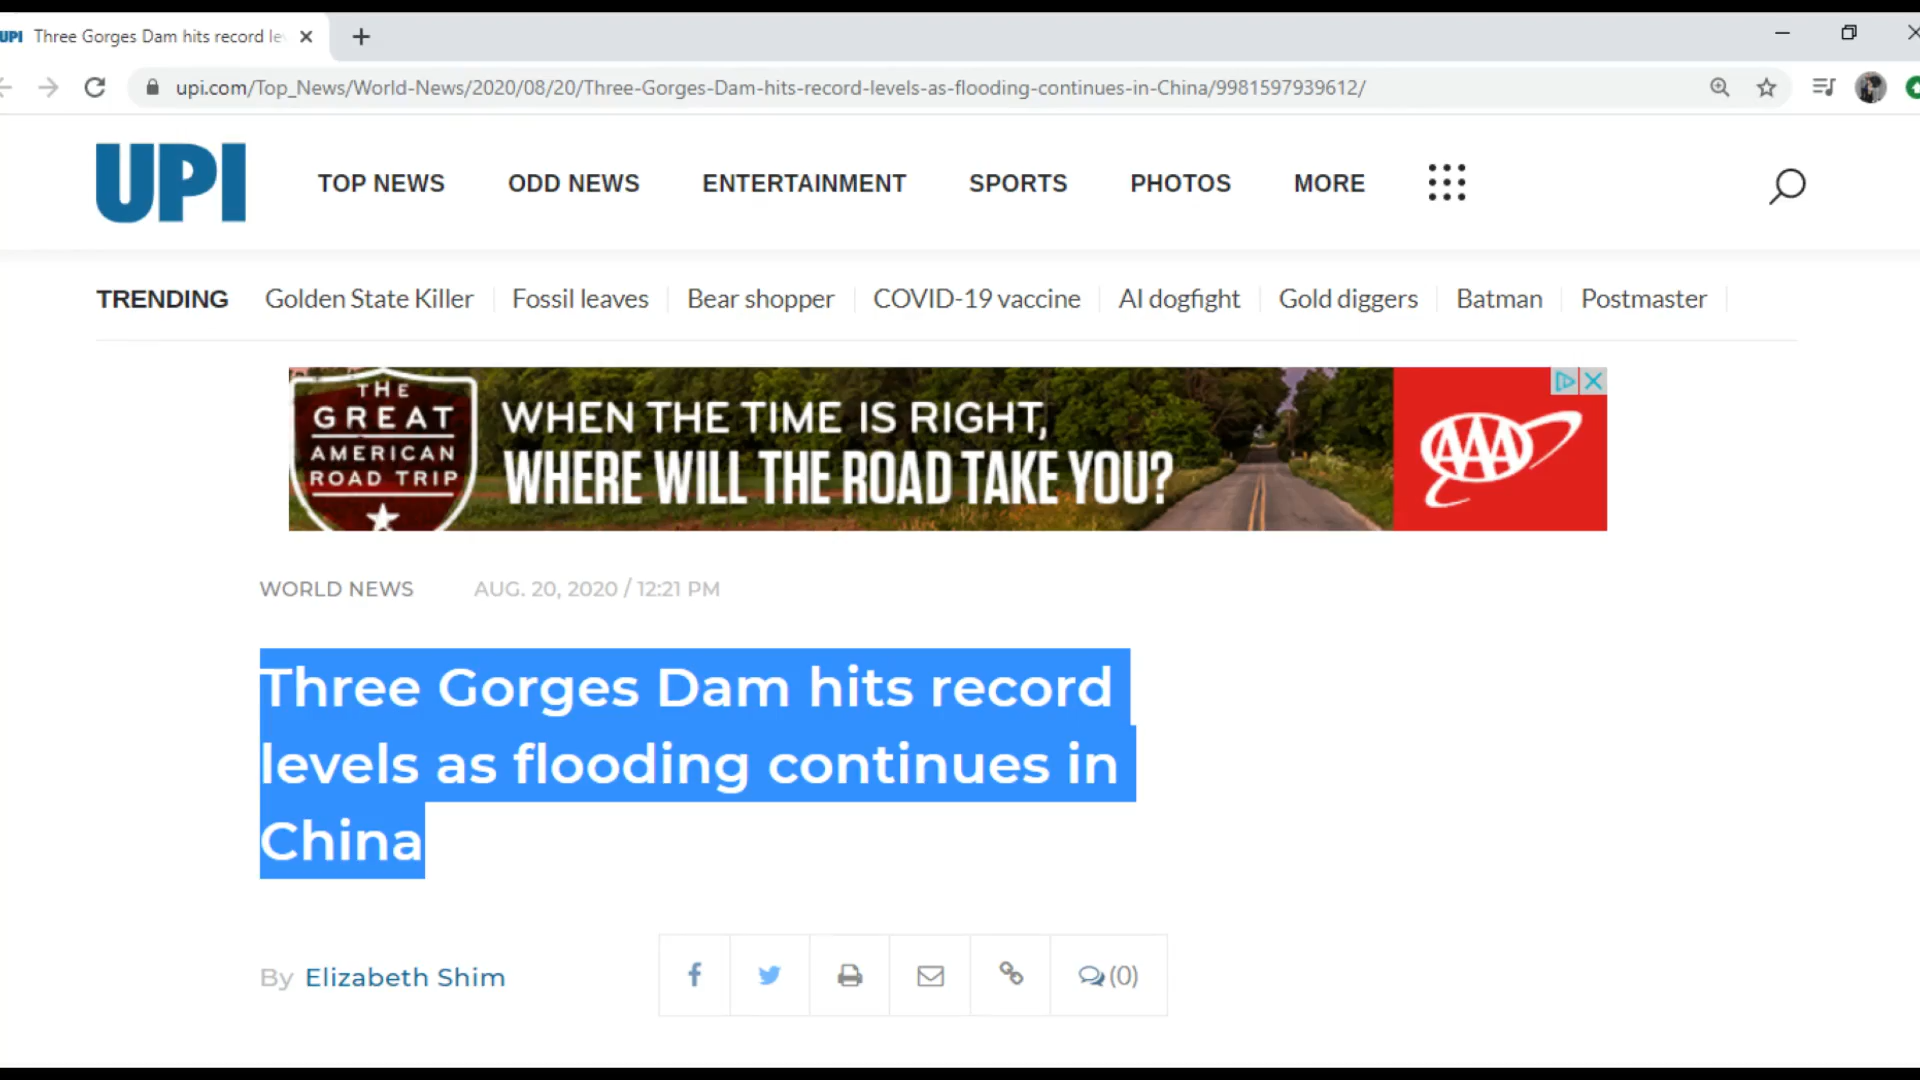 UPI Three Gorges Dam hits record le
upi.com/Top_News/World-News/2020/08/20/Three-Gorges-Dam-hits-record-levels-as-flooding-continues-in-China/9981597939612/
UPI TOP NEWS ODD NEWS ENTERTAINMENT SPORTS PHOTOS MORE
TRENDING Golden State Killer Fossil leaves Bear shopper COVID-19 vaccine AI dogfight Gold diggers Batman Postmaster
THE
GREAT
AMERICAN
ROAD TRIP
WHEN THE TIME IS RIGHT,
WHERE WILL THE ROAD TAKE YOU?
AAA
WORLD NEWS AUG. 20, 2020 / 12:21 PM
Three Gorges Dam hits record
levels as flooding continues in
China
By Elizabeth Shim
(0)